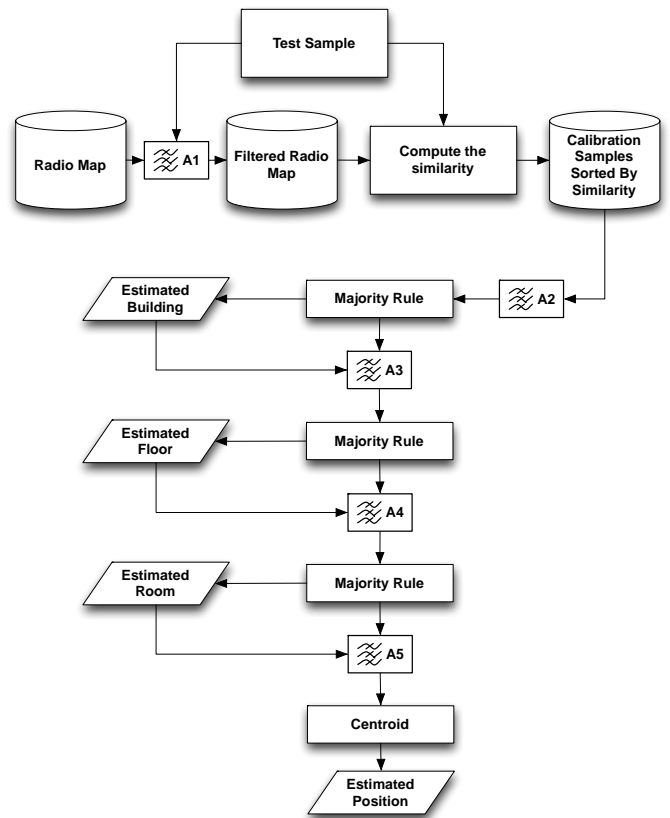 Test Sample
Radio Map
A1
Filtered Radio
Map
Compute the
similarity
Calibration
Samples
Sorted By
Similarity
Estimated
Building
Majority Rule
A2
A3
Estimated
Floor
Majority Rule
A4
Estimated
Room
Majority Rule
A5
Centroid
Estimated
Position